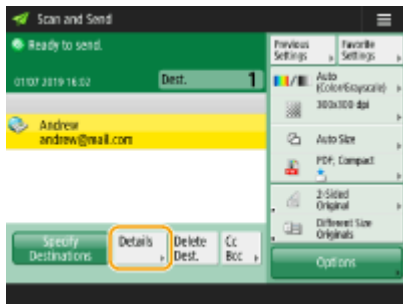 Scan and Send
Ready to send.
01/07 2019 16:02
Dest. 1
Andrew
andrew@mail.com
Specify
Destinations
Details
Delete
Dest.
Cc
Bcc
Previous
Settings
Favorite
Settings
Auto
(Color/Grayscale)
300x300 dpi
Auto Size
PDF, Compact
2-Sided
Original
Different Size
Originals
Options